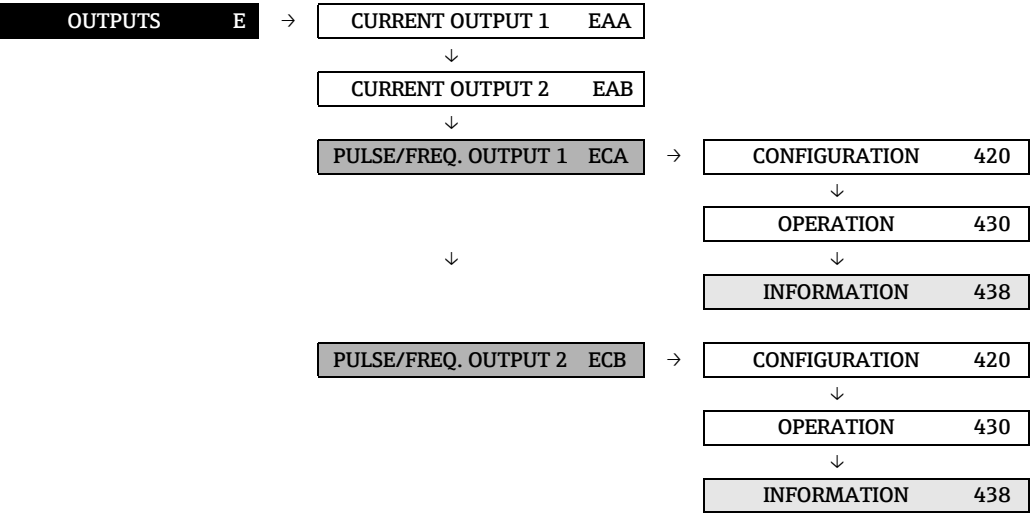 OUTPUTS E → CURRENT OUTPUT 1 EAA
↓
CURRENT OUTPUT 2 EAB
↓
PULSE/FREQ. OUTPUT 1 ECA → CONFIGURATION 420
↓
OPERATION 430
↓ ↓
INFORMATION 438
PULSE/FREQ. OUTPUT 2 ECB → CONFIGURATION 420
↓
OPERATION 430
↓
INFORMATION 438